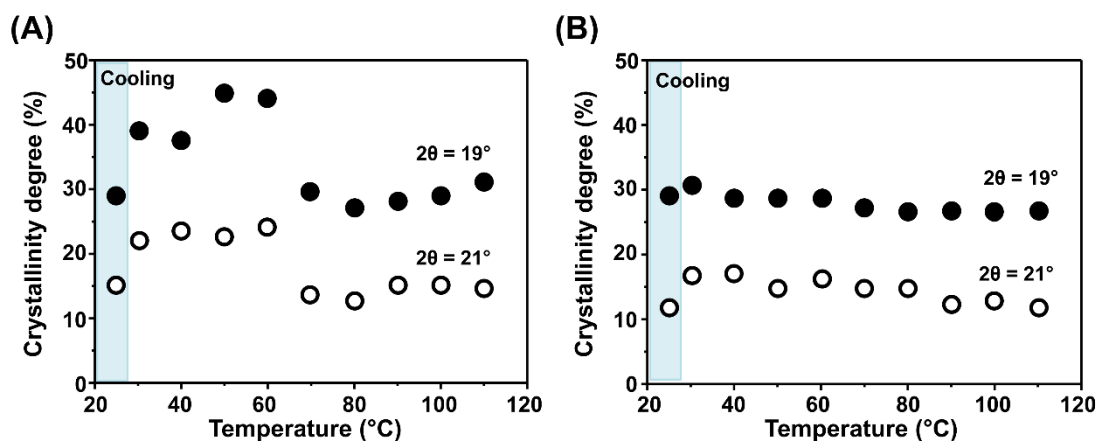 (A)
Crystallinity degree (%)
50
40
30
20
10
0
Cooling
2θ = 19°
2θ = 21°
20 40 60 80 100 120
Temperature (°C)
(B)
Crystallinity degree (%)
50
40
30
20
10
0
Cooling
2θ = 19°
2θ = 21°
20 40 60 80 100 120
Temperature (°C)